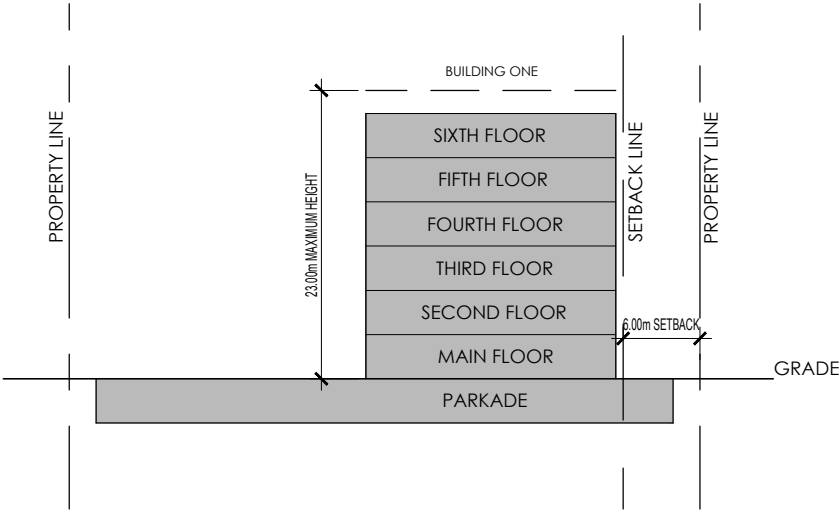 BUILDING ONE
SIXTH FLOOR
FIFTH FLOOR
FOURTH FLOOR
THIRD FLOOR
SECOND FLOOR
MAIN FLOOR
PARKADE
PROPERTY LINE
23.00m MAXIMUM HEIGHT
SETBACK LINE
PROPERTY LINE
6.00m SETBACK
GRADE